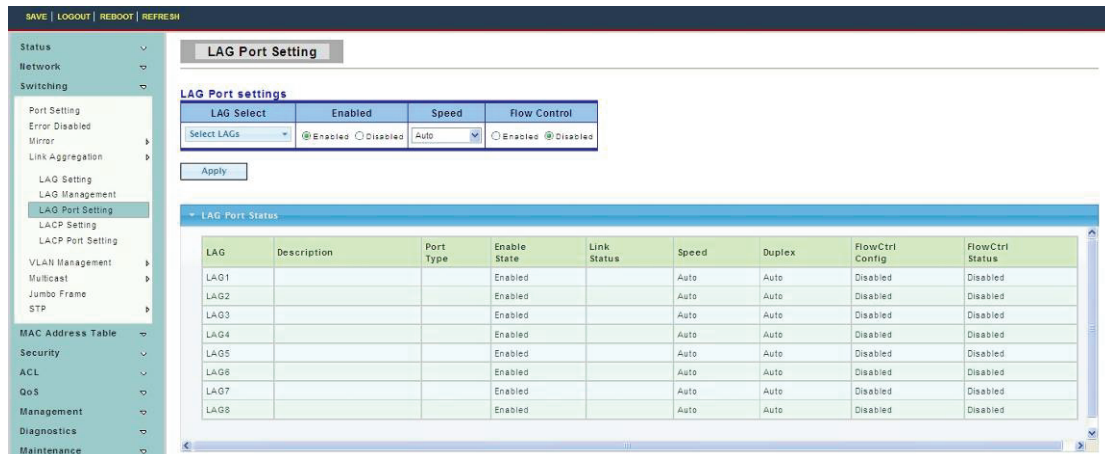 SAVE | LOGOUT | REBOOT | REFRESH
Status
Network
Switching
Port Setting
Error Disabled
Mirror
Link Aggregation
LAG Setting
LAG Management
LAG Port Setting
LACP Setting
LACP Port Setting
VLAN Management
Multicast
Jumbo Frame
STP
MAC Address Table
Security
ACL
QoS
Management
Diagnostics
Maintenance
LAG Port Setting
LAG Port settings
LAG Select Enabled Speed Flow Control
Select LAGs Enabled Disabled Auto Enabled Disabled
Apply
LAG Port Status
LAG Description Port Type Enable State Link Status Speed Duplex FlowCtrl Config FlowCtrl Status
LAG1 Enabled Auto Auto Disabled Disabled
LAG2 Enabled Auto Auto Disabled Disabled
LAG3 Enabled Auto Auto Disabled Disabled
LAG4 Enabled Auto Auto Disabled Disabled
LAG5 Enabled Auto Auto Disabled Disabled
LAG6 Enabled Auto Auto Disabled Disabled
LAG7 Enabled Auto Auto Disabled Disabled
LAG8 Enabled Auto Auto Disabled Disabled